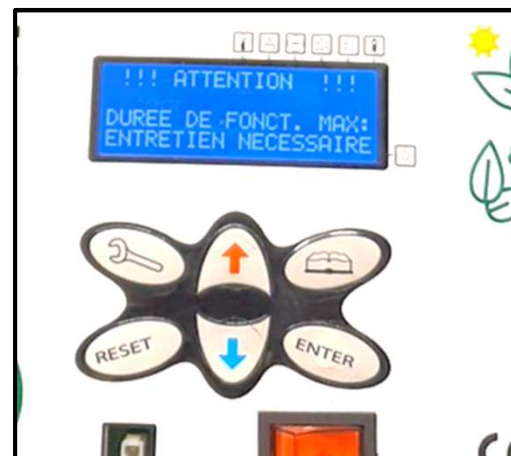 !!! ATTENTION !!!
DUREE DE FONCT. MAX:
ENTRETIEN NECESSAIRE
RESET
ENTER